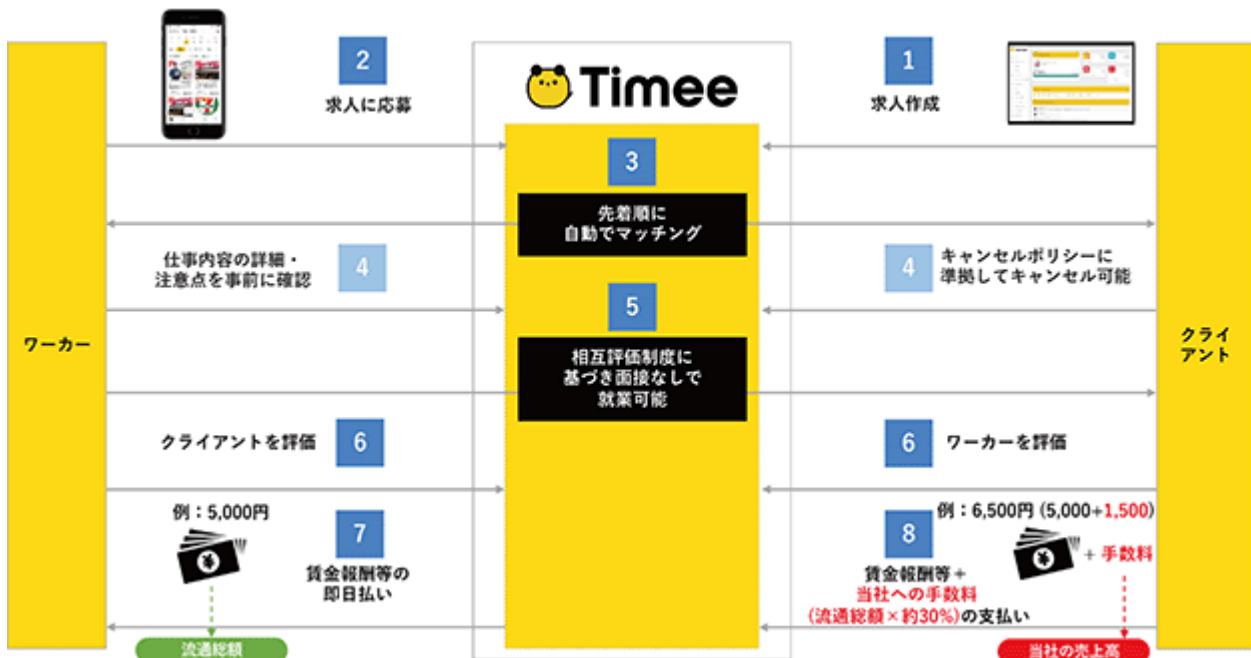 2
求人に応募
Timee
1
求人作成
3
先着順に
自動でマッチング
仕事内容の詳細・
注意点を事前に確認
4
4
キャンセルポリシーに
準拠してキャンセル可能
5
ワーカー
相互評価制度に
基づき面接なしで
就業可能
クライ
アント
クライアントを評価
6
6
ワーカーを評価
例：5,000円
7
賃金報酬等の
即日払い
流通総額
8
賃金報酬等＋
当社への手数料
(流通総額×約30%)の支払い
例：6,500円 (5,000+1,500)
¥
¥
+ 手数料
当社の売上高